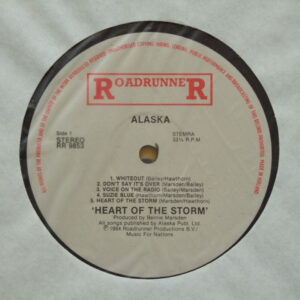 ROADRUNNER
ALASKA
Side 1
STEREO
RR 9853
STEMRA
33⅓ R.P.M.
1. WHITEOUT (Bailey/Hawthorn)
2. DON'T SAY IT'S OVER (Marsden/Bailey)
3. VOICE ON THE RADIO (Marsden/Bailey)
4. SUZIE BLUE (Bailey/Hawthorn)
5. HEART OF THE STORM (Marsden/Bailey)
'HEART OF THE STORM'
Produced by Bernie Marsden
All songs published by Alaska Publ. Ltd.
℗ 1984 Roadrunner Productions B.V./
Music For Nations